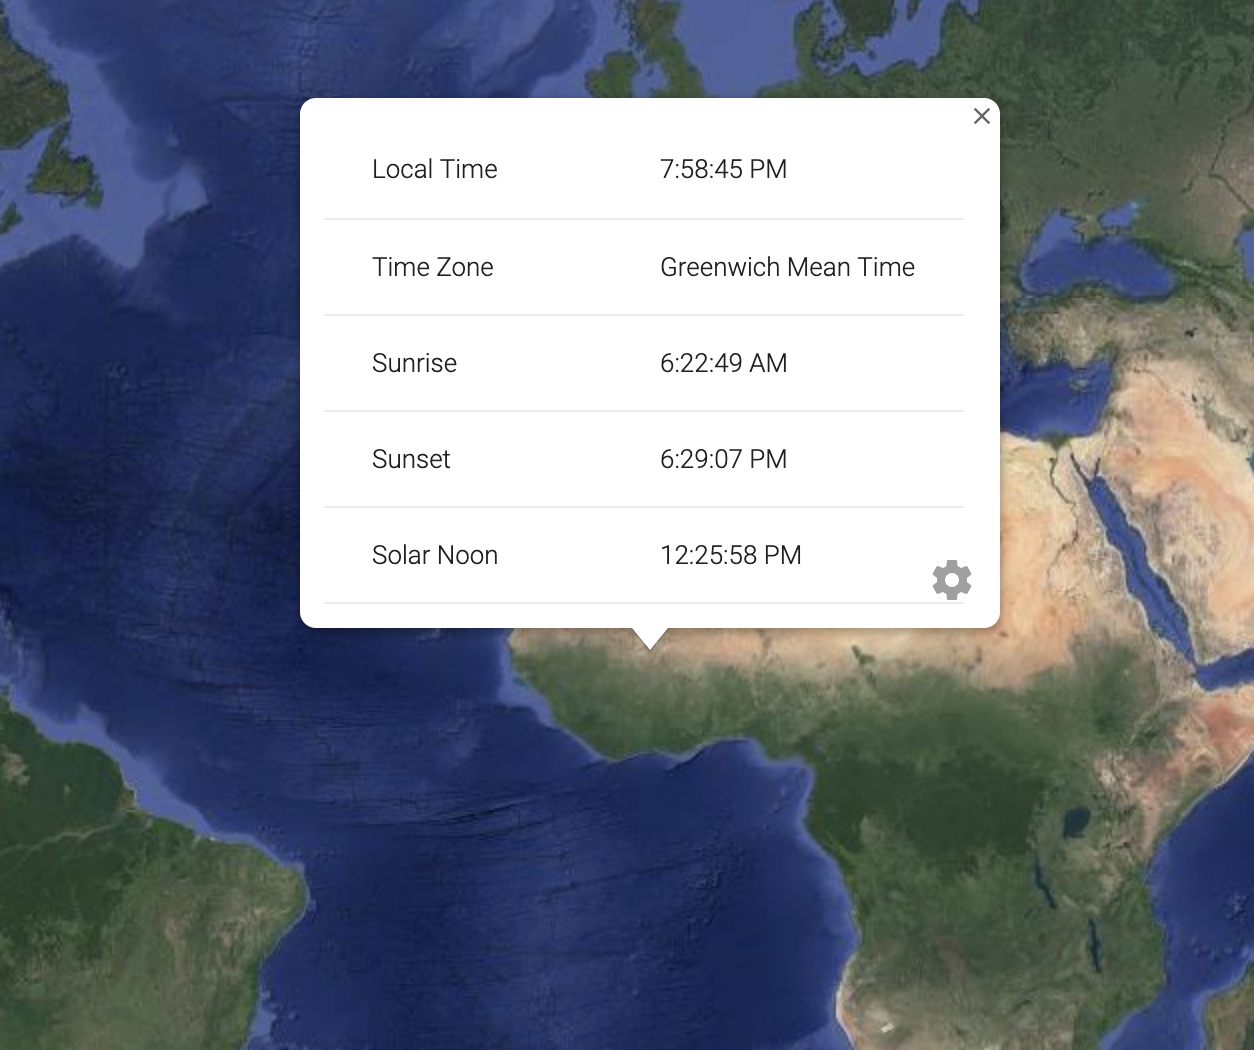 Local Time 7:58:45 PM
Time Zone Greenwich Mean Time
Sunrise 6:22:49 AM
Sunset 6:29:07 PM
Solar Noon 12:25:58 PM